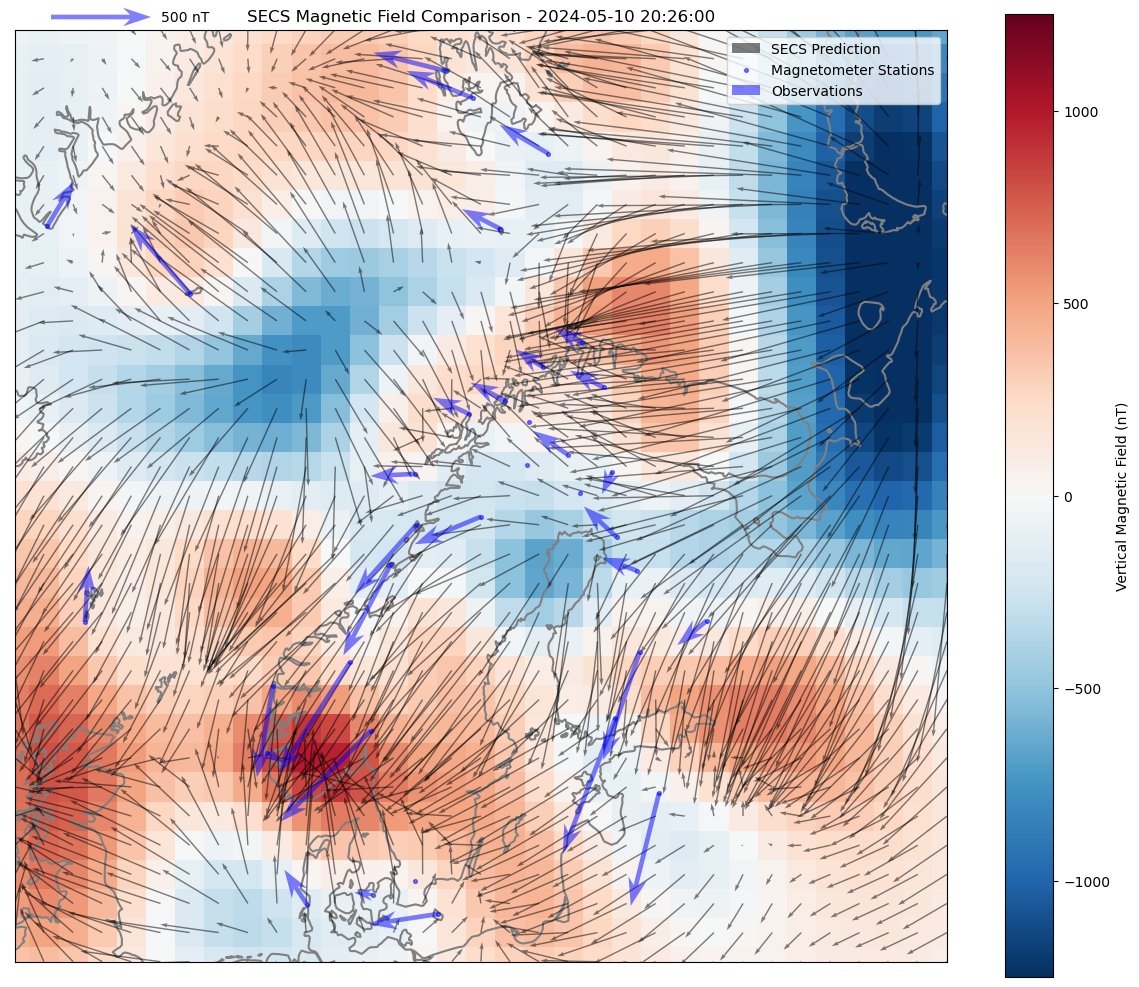 500 nT
SECS Magnetic Field Comparison - 2024-05-10 20:26:00
SECS Prediction
Magnetometer Stations
Observations
1000
500
0
−500
−1000
Vertical Magnetic Field (nT)